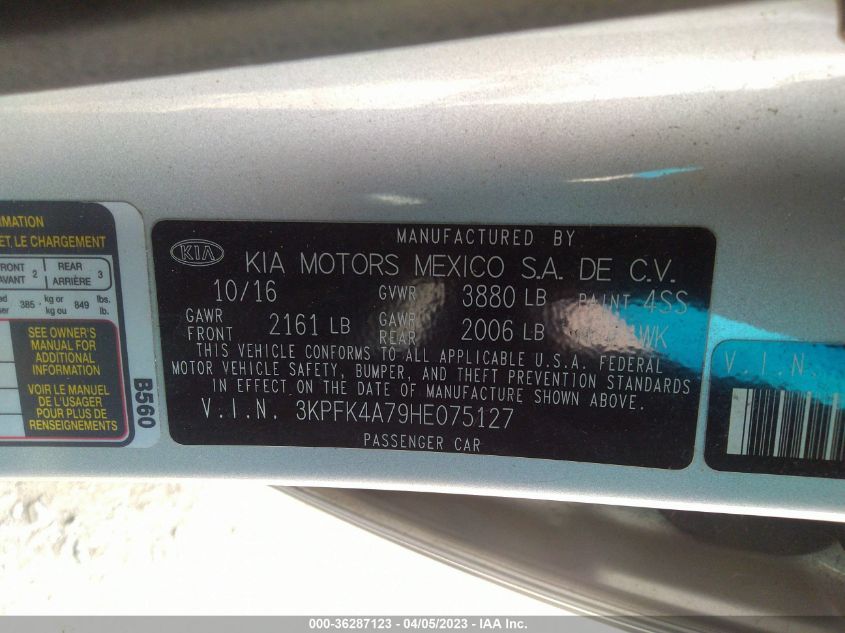 MANUFACTURED BY
KIA
KIA MOTORS MEXICO S.A. DE C.V.
10/16 GVWR 3880 LB PAINT 4SS
GAWR FRONT 2161 LB GAWR REAR 2006 LB
THIS VEHICLE CONFORMS TO ALL APPLICABLE U.S.A. FEDERAL
MOTOR VEHICLE SAFETY, BUMPER, AND THEFT PREVENTION STANDARDS
IN EFFECT ON THE DATE OF MANUFACTURE SHOWN ABOVE.
V.I.N. 3KPFK4A79HE075127
PASSENGER CAR
ET LE CHARGEMENT
FRONT 2 REAR 3
AVANT ARRIÈRE
385 kg or 849 lbs.
kg ou lb.
SEE OWNER'S
MANUAL FOR
ADDITIONAL
INFORMATION
VOIR LE MANUEL
DE L'USAGER
POUR PLUS DE
RENSEIGNEMENTS
B560
V.I.N.
000-36287123 - 04/05/2023 - IAA Inc.